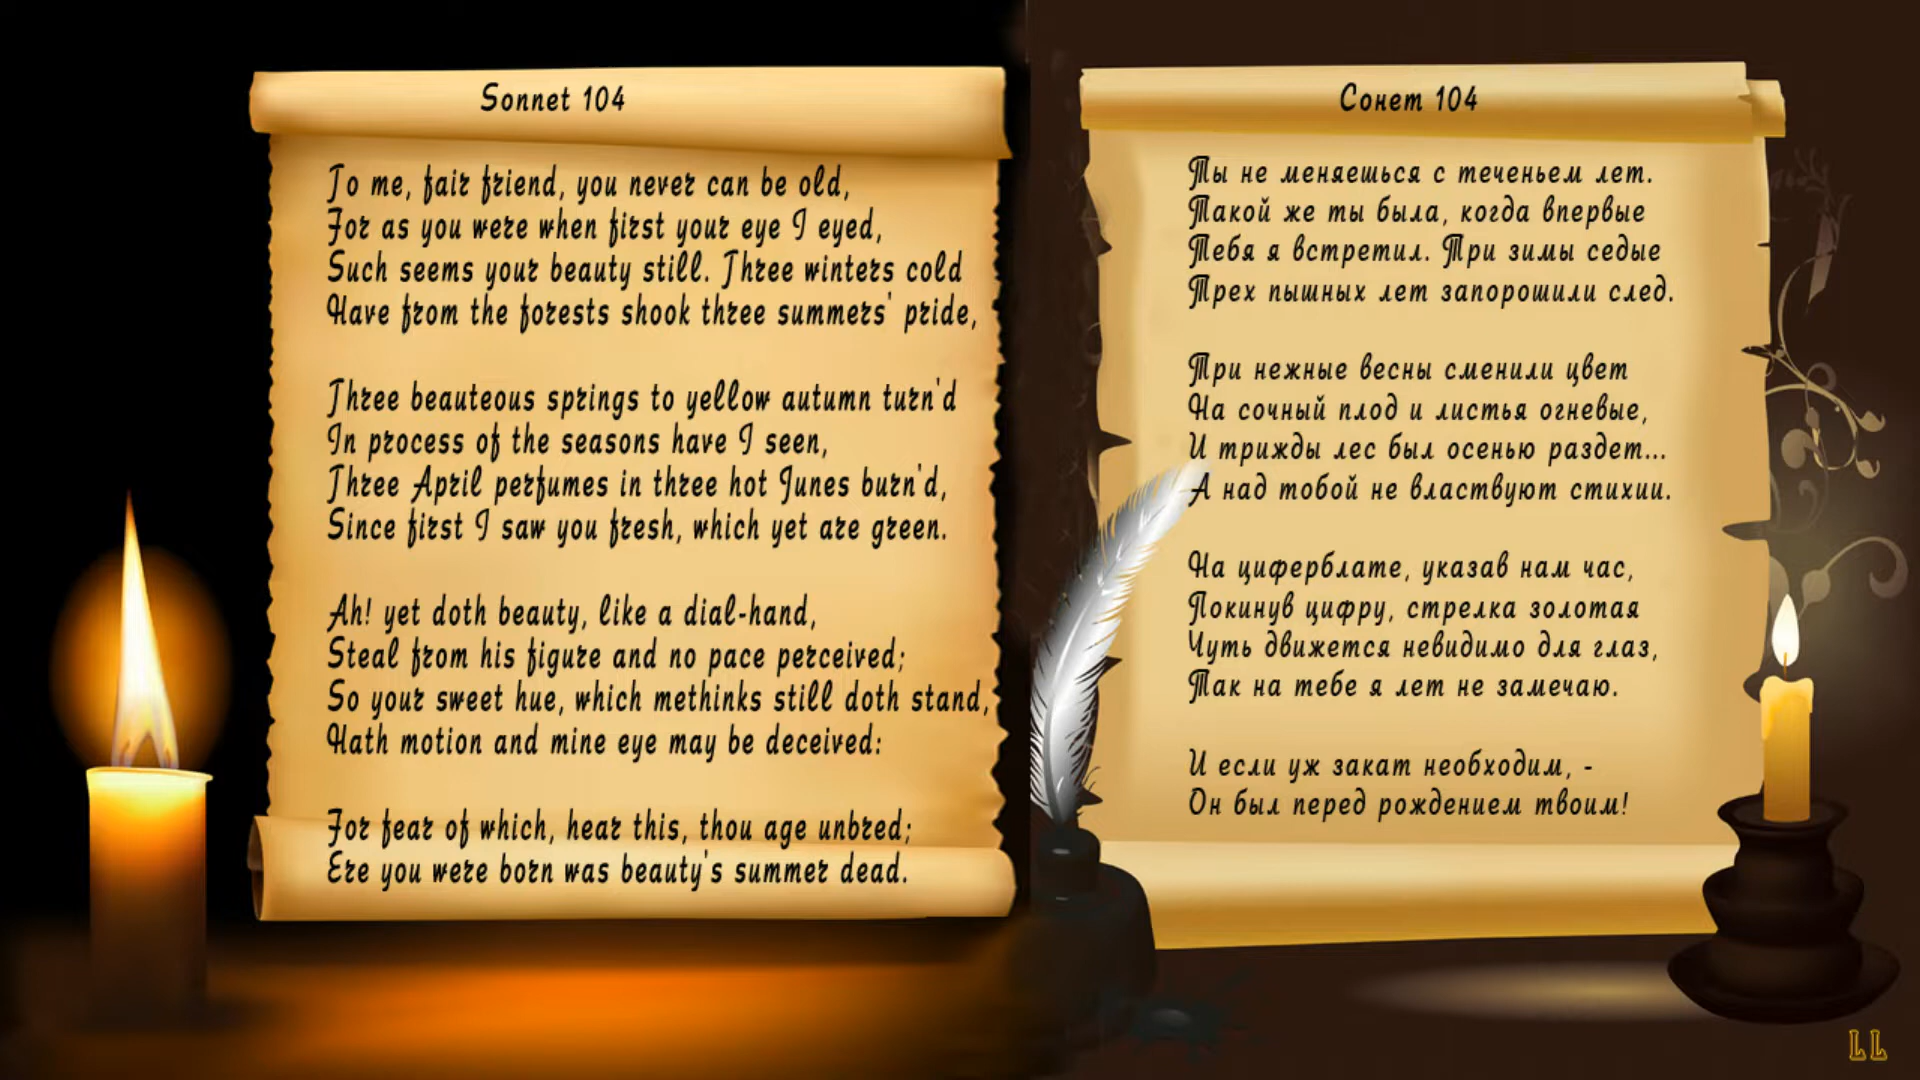 Sonnet 104
To me, fair friend, you never can be old,
For as you were when first your eye I eyed,
Such seems your beauty still. Three winters cold
Have from the forests shook three summers' pride,
Three beauteous springs to yellow autumn turn'd
In process of the seasons have I seen,
Three April perfumes in three hot Junes burn'd,
Since first I saw you fresh, which yet are green.
Ah! yet doth beauty, like a dial-hand,
Steal from his figure and no pace perceived;
So your sweet hue, which methinks still doth stand,
Hath motion and mine eye may be deceived:
For fear of which, hear this, thou age unbred;
Ere you were born was beauty's summer dead.
Сонет 104
Ты не меняешься с теченьем лет.
Такой же ты была, когда впервые
Тебя я встретил. Три зимы седые
Трех пышных лет запорошили след.
Три нежные весны сменили цвет
На сочный плод и листья огневые,
И трижды лес был осенью раздет...
А над тобой не властвуют стихии.
На циферблате, указав нам час,
Покинув цифру, стрелка золотая
Чуть движется невидимо для глаз,
Так на тебе я лет не замечаю.
И если уж закат необходим, -
Он был перед рождением твоим!
LL